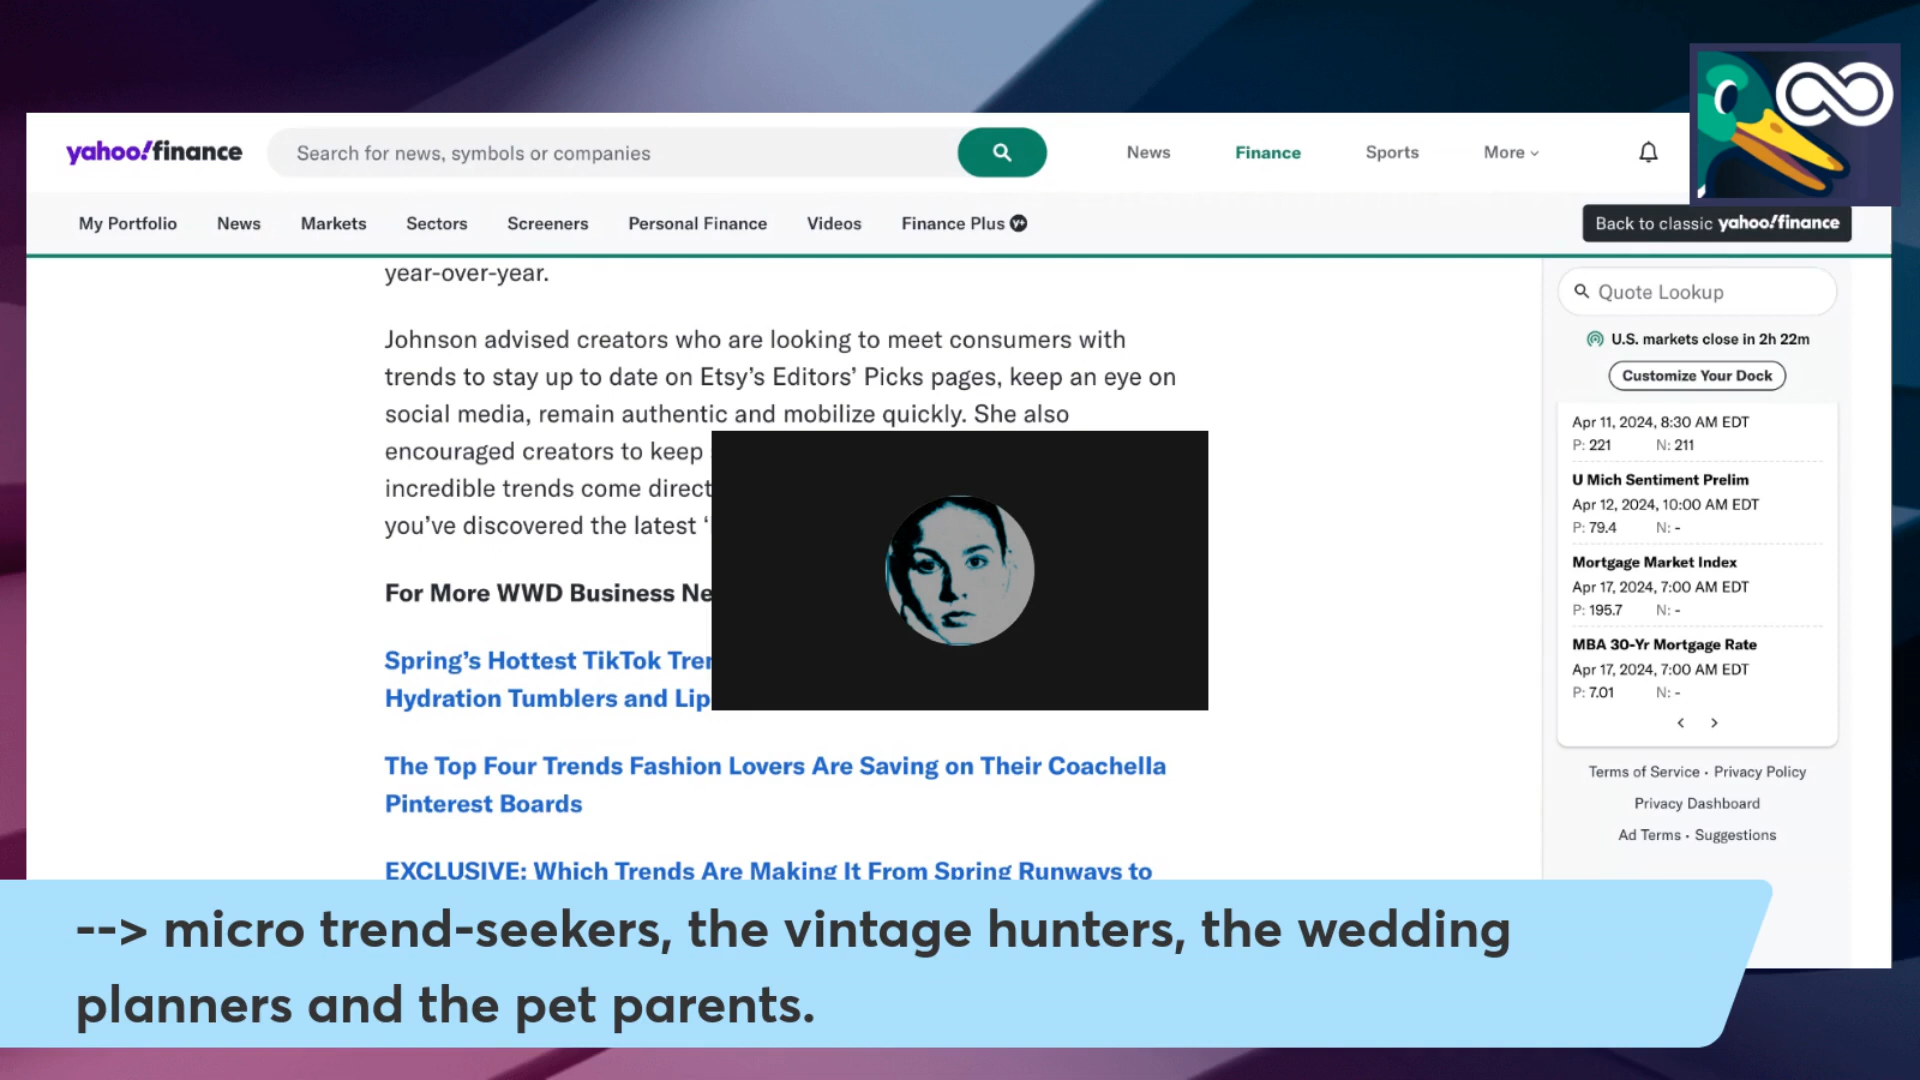 yahoo!finance
Search for news, symbols or companies
News Finance Sports More
My Portfolio News Markets Sectors Screeners Personal Finance Videos Finance Plus Y+
Back to classic yahoo!finance
year-over-year.
Johnson advised creators who are looking to meet consumers with
trends to stay up to date on Etsy’s Editors’ Picks pages, keep an eye on
social media, remain authentic and mobilize quickly. She also
encouraged creators to keep
incredible trends come direct
you’ve discovered the latest ‘
For More WWD Business Ne
Spring’s Hottest TikTok Tre
Hydration Tumblers and Lip
The Top Four Trends Fashion Lovers Are Saving on Their Coachella
Pinterest Boards
EXCLUSIVE: Which Trends Are Making It From Spring Runways to
Quote Lookup
U.S. markets close in 2h 22m
Customize Your Dock
Apr 11, 2024, 8:30 AM EDT
P: 221 N: 211
U Mich Sentiment Prelim
Apr 12, 2024, 10:00 AM EDT
P: 79.4 N: -
Mortgage Market Index
Apr 17, 2024, 7:00 AM EDT
P: 195.7 N: -
MBA 30-Yr Mortgage Rate
Apr 17, 2024, 7:00 AM EDT
P: 7.01 N: -
Terms of Service • Privacy Policy
Privacy Dashboard
Ad Terms • Suggestions
--> micro trend-seekers, the vintage hunters, the wedding
planners and the pet parents.